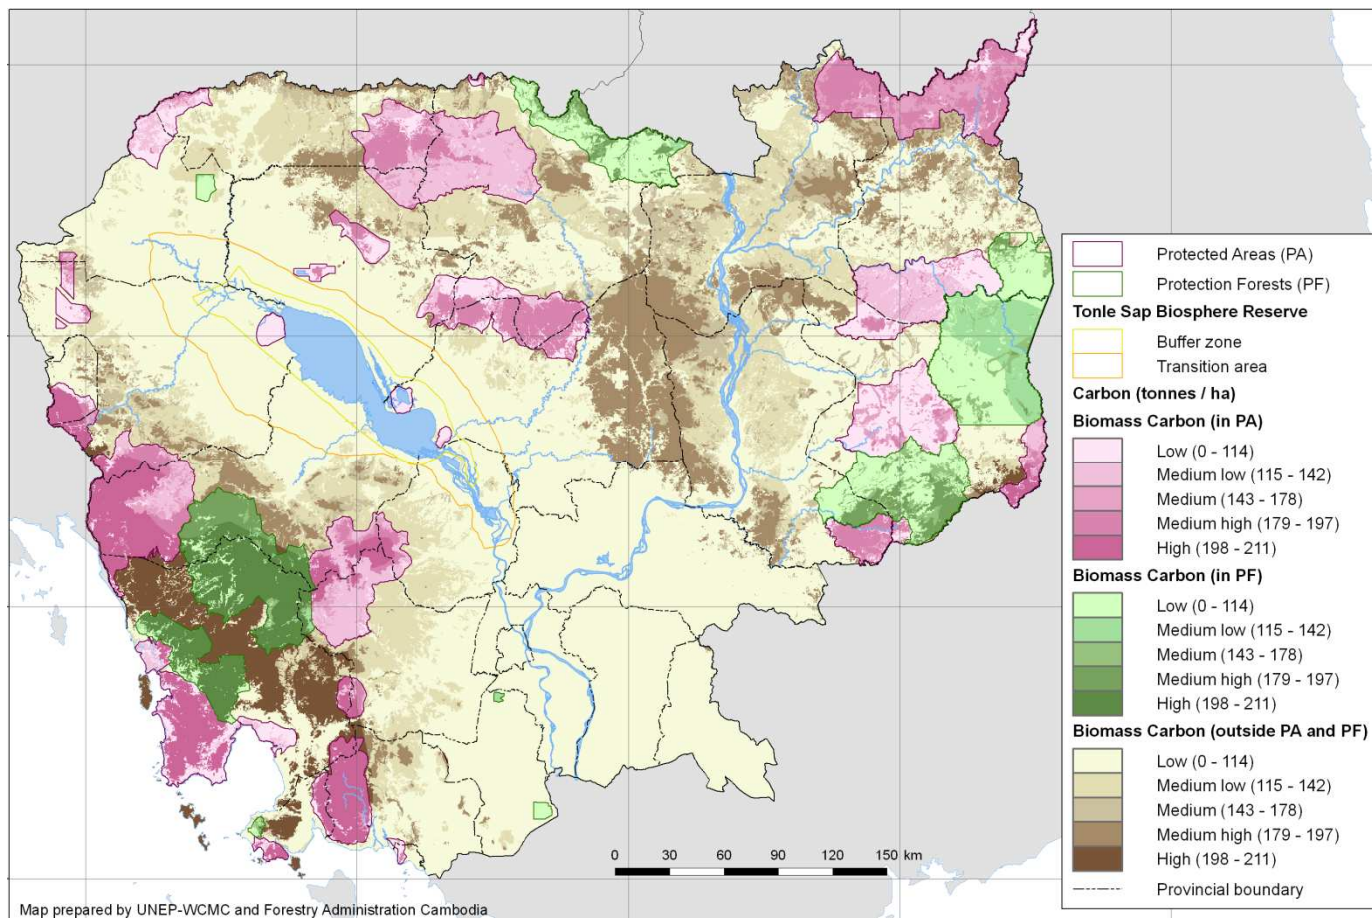 Protected Areas (PA)
Protection Forests (PF)
Tonle Sap Biosphere Reserve
Buffer zone
Transition area
Carbon (tonnes / ha)
Biomass Carbon (in PA)
Low (0 - 114)
Medium low (115 - 142)
Medium (143 - 178)
Medium high (179 - 197)
High (198 - 211)
Biomass Carbon (in PF)
Low (0 - 114)
Medium low (115 - 142)
Medium (143 - 178)
Medium high (179 - 197)
High (198 - 211)
Biomass Carbon (outside PA and PF)
Low (0 - 114)
Medium low (115 - 142)
Medium (143 - 178)
Medium high (179 - 197)
High (198 - 211)
Provincial boundary
0 30 60 90 120 150 km
Map prepared by UNEP-WCMC and Forestry Administration Cambodia